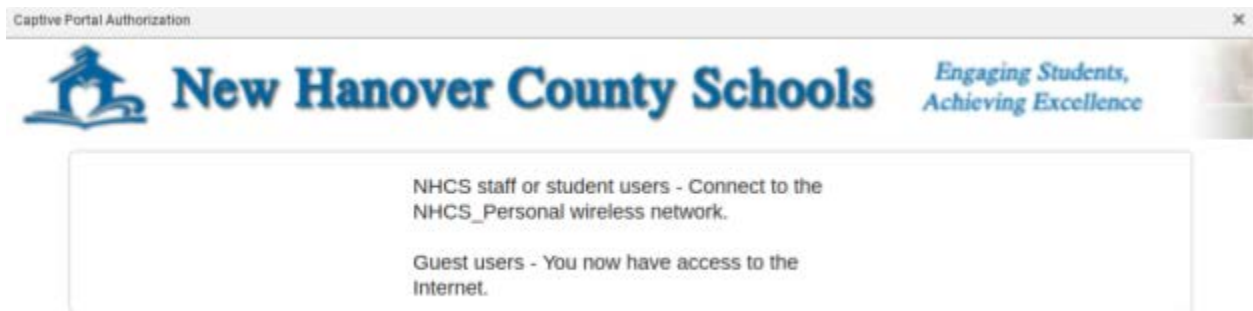 Captive Portal Authorization
New Hanover County Schools
Engaging Students,
Achieving Excellence
NHCS staff or student users - Connect to the
NHCS_Personal wireless network.
Guest users - You now have access to the
Internet.